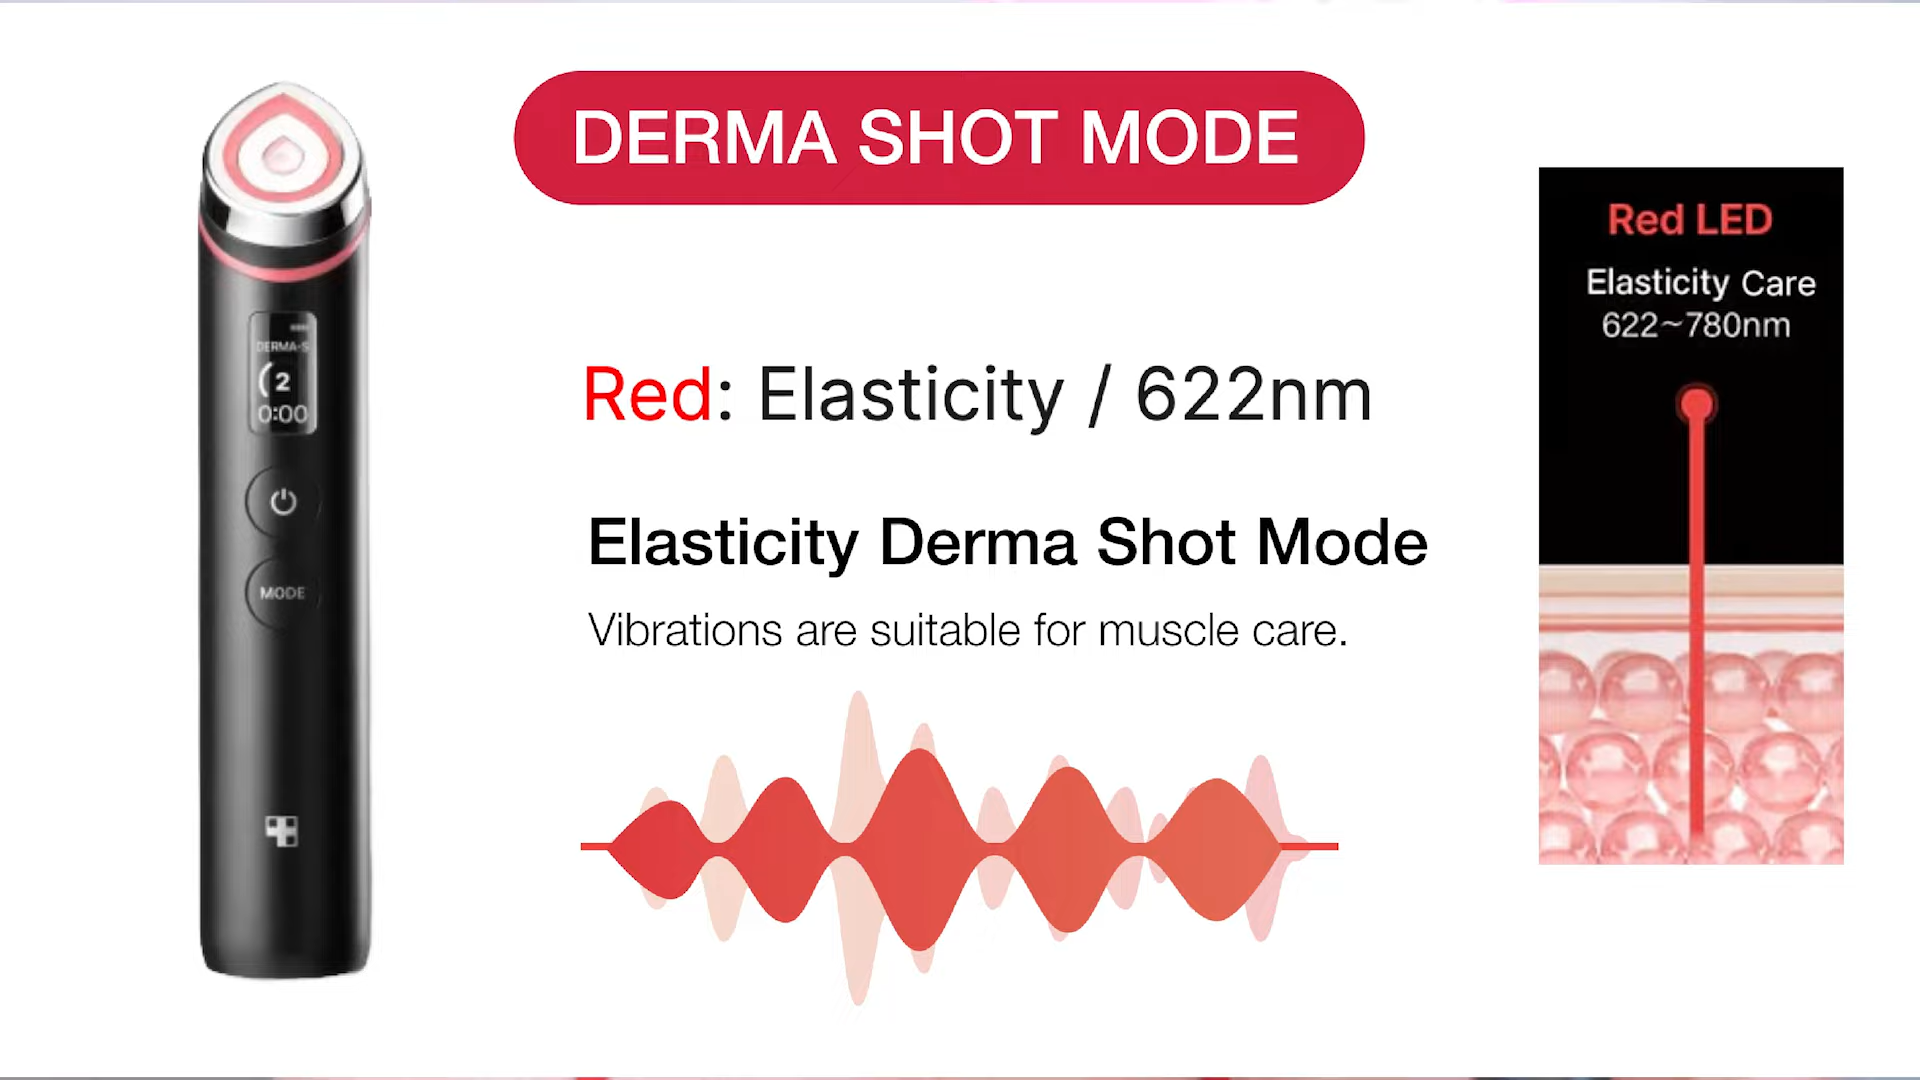 DERMA SHOT MODE
Red: Elasticity / 622nm
Elasticity Derma Shot Mode
Vibrations are suitable for muscle care.
DERMA-S
2
0:00
MODE
Red LED
Elasticity Care
622~780nm